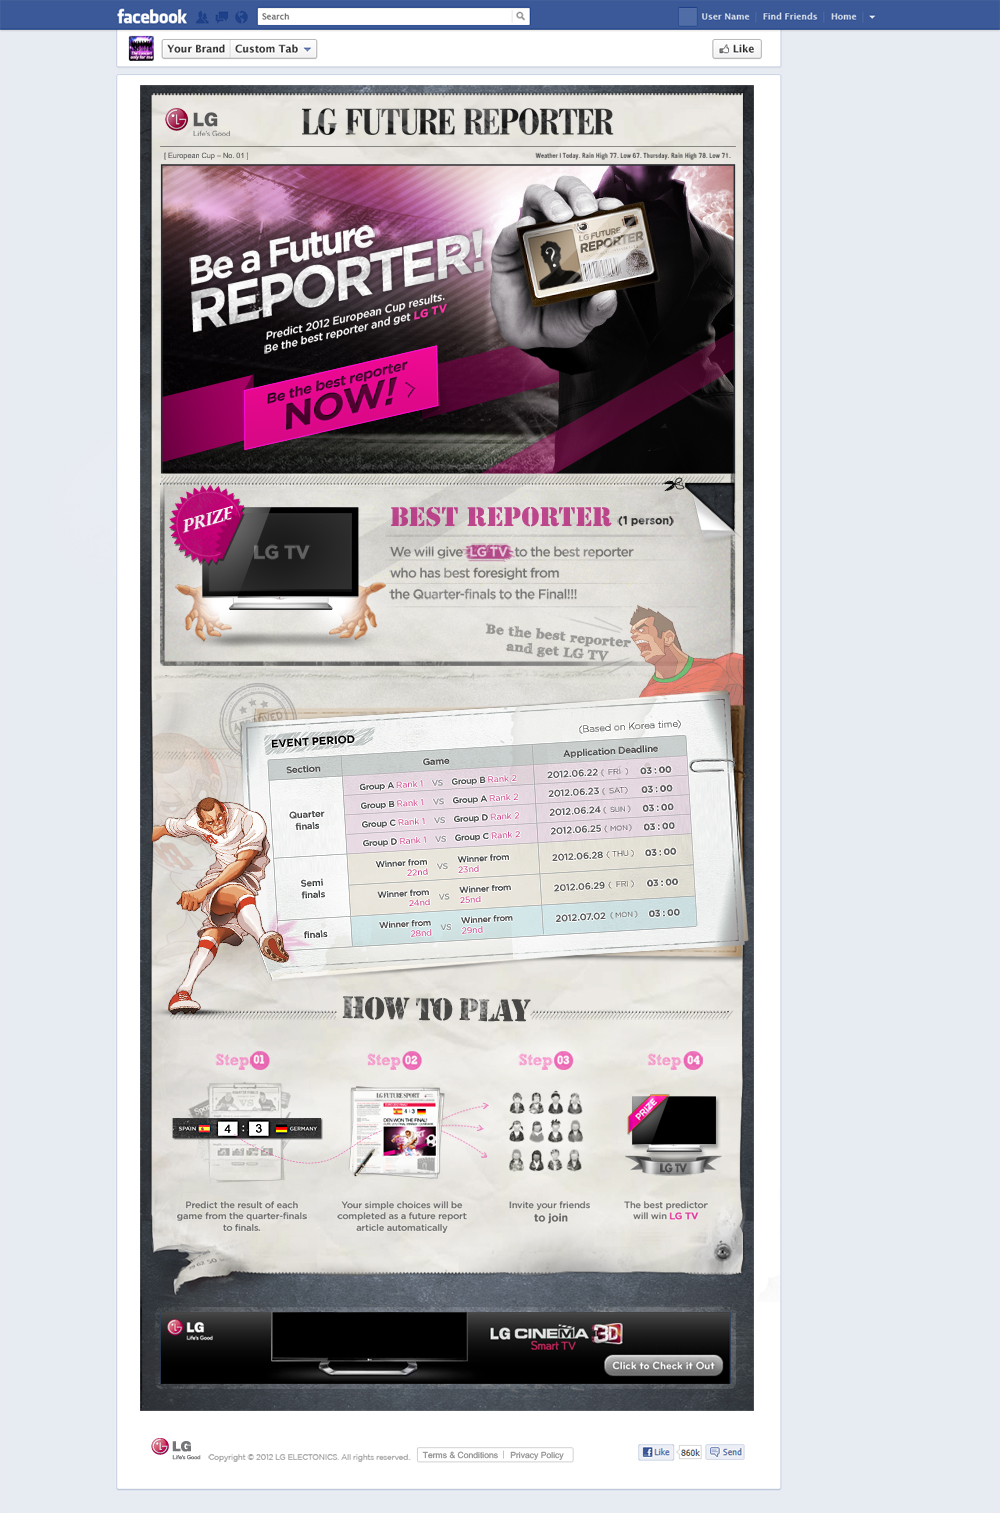 facebook
Search
User Name
Find Friends
Home
Your Brand
Custom Tab
Like
LG
Life's Good
LG FUTURE REPORTER
[ European Cup – No. 01 ]
Weather I Today. Rain High 77. Low 67. Thursday. Rain High 78. Low 71.
Be a Future
REPORTER!
Predict 2012 European Cup results.
Be the best reporter and get LG TV
LG FUTURE
REPORTER
?
Be the best reporter
NOW!
PRIZE
LG TV
BEST REPORTER (1 person)
We will give LG TV to the best reporter
who has best foresight from
the Quarter-finals to the Final!!!
Be the best reporter
and get LG TV
APPROVED
EVENT PERIOD
(Based on Korea time)
Section Game Application Deadline
Quarter finals
Group A Rank 1 VS Group B Rank 2 2012.06.22 ( FRI ) 03 : 00
Group B Rank 1 VS Group A Rank 2 2012.06.23 ( SAT) 03 : 00
Group C Rank 1 VS Group D Rank 2 2012.06.24 ( SUN ) 03 : 00
Group D Rank 1 VS Group C Rank 2 2012.06.25 ( MON) 03 : 00
Semi finals
Winner from 22nd VS Winner from 23nd 2012.06.28 ( THU ) 03 : 00
Winner from 24nd VS Winner from 25nd 2012.06.29 ( FRI ) 03 : 00
finals
Winner from 28nd VS Winner from 29nd 2012.07.02 ( MON ) 03 : 00
HOW TO PLAY
Step 01
Step 02
Step 03
Step 04
SPAIN 4 : 3 GERMANY
LG FUTURE SPORT
4 : 3
DEN WON THE FINAL!
PRIZE
LG TV
Predict the result of each
game from the quarter-finals
to finals.
Your simple choices will be
completed as a future report
article automatically
Invite your friends
to join
The best predictor
will win LG TV
LG
Life's Good
LG CINEMA 3D
Smart TV
Click to Check it Out
LG
Life's Good
Copyright © 2012 LG ELECTONICS. All rights reserved.
Terms & Conditions
Privacy Policy
Like
860k
Send